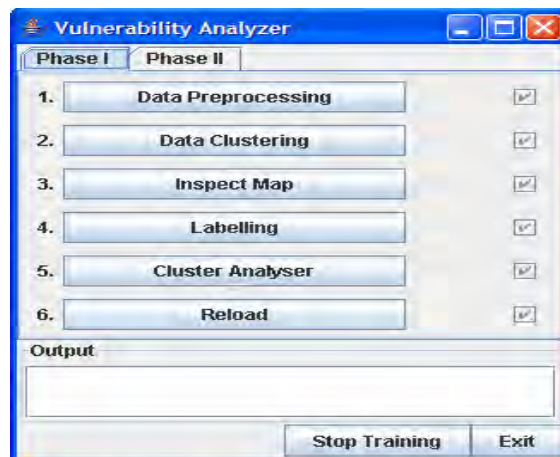 Vulnerability Analyzer
Phase I Phase II
1. Data Preprocessing
2. Data Clustering
3. Inspect Map
4. Labelling
5. Cluster Analyser
6. Reload
Output
Stop Training Exit